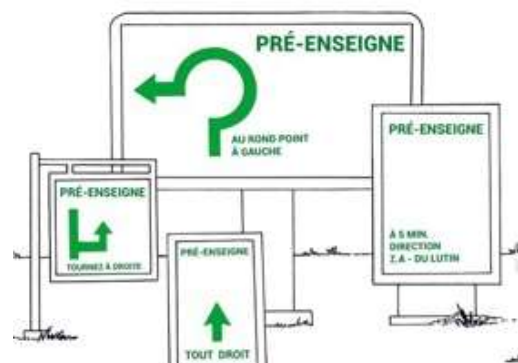 PRÉ-ENSEIGNE
AU ROND POINT
À GAUCHE
PRÉ-ENSEIGNE
À 5 MIN.
DIRECTION
Z.A - DU LUTIN
PRÉ-ENSEIGNE
TOURNEZ À DROITE
PRÉ-ENSEIGNE
TOUT DROIT